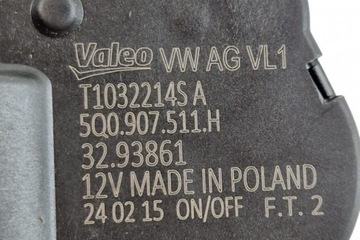 Valeo VW AG VL1
T1032214S A
5Q0.907.511.H
32.93861
12V MADE IN POLAND
24 02 15 ON/OFF F.T. 2